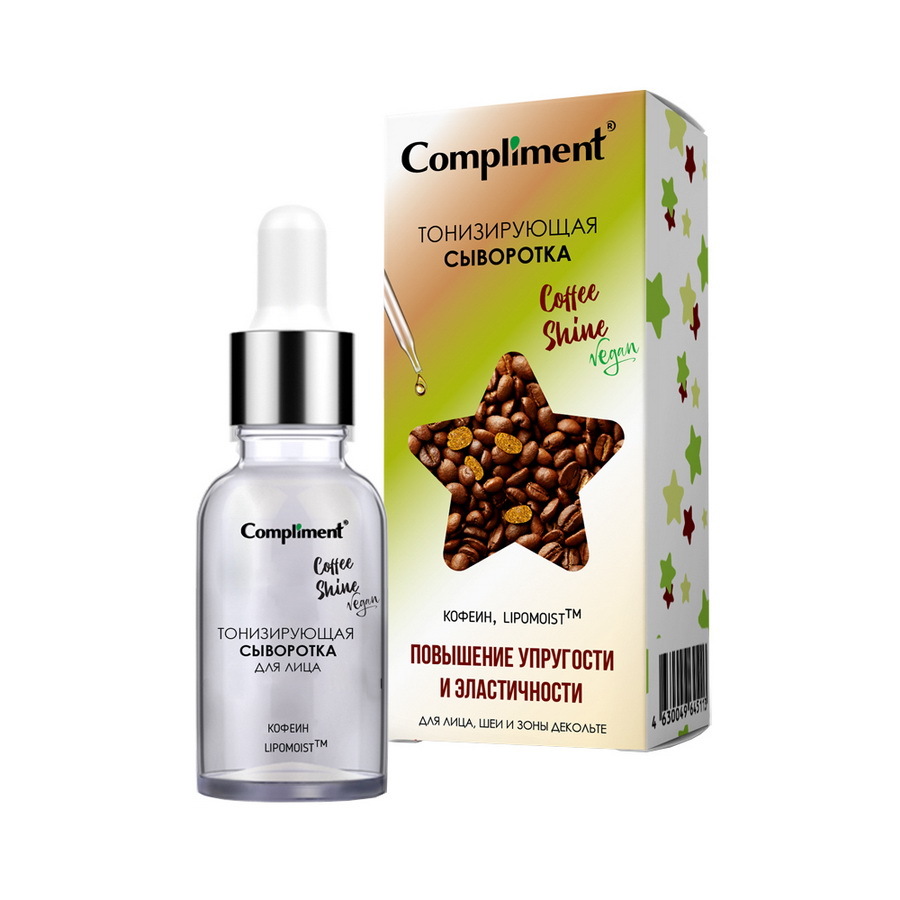 Compliment®
ТОНИЗИРУЮЩАЯ
СЫВОРОТКА
Coffee
Shine
vegan
КОФЕИН, LIPOMOIST™
ПОВЫШЕНИЕ УПРУГОСТИ
И ЭЛАСТИЧНОСТИ
ДЛЯ ЛИЦА, ШЕИ И ЗОНЫ ДЕКОЛЬТЕ
Compliment®
Coffee
Shine
vegan
ТОНИЗИРУЮЩАЯ
СЫВОРОТКА
ДЛЯ ЛИЦА
КОФЕИН
LIPOMOIST™